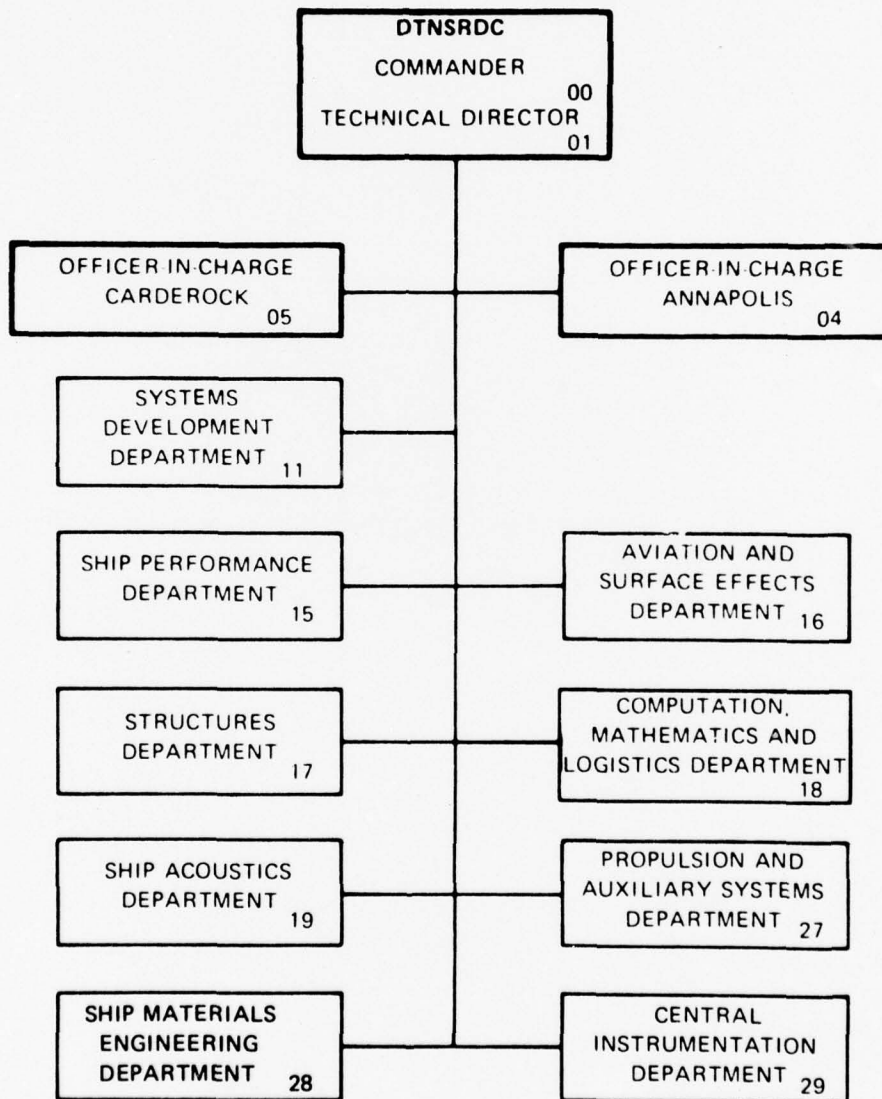 DTNSRDC
COMMANDER
00
TECHNICAL DIRECTOR
01
OFFICER-IN-CHARGE
CARDEROCK
05
OFFICER-IN-CHARGE
ANNAPOLIS
04
SYSTEMS
DEVELOPMENT
DEPARTMENT
11
SHIP PERFORMANCE
DEPARTMENT
15
AVIATION AND
SURFACE EFFECTS
DEPARTMENT
16
STRUCTURES
DEPARTMENT
17
COMPUTATION,
MATHEMATICS AND
LOGISTICS DEPARTMENT
18
SHIP ACOUSTICS
DEPARTMENT
19
PROPULSION AND
AUXILIARY SYSTEMS
DEPARTMENT
27
SHIP MATERIALS
ENGINEERING
DEPARTMENT
28
CENTRAL
INSTRUMENTATION
DEPARTMENT
29